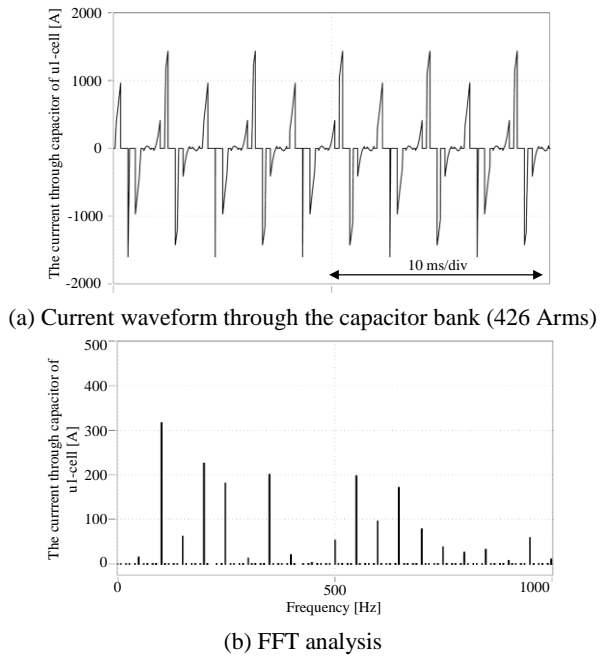 The currrent through capacitor of u1-cell [A]
2000
1000
0
-1000
-2000
10 ms/div
(a) Current waveform through the capacitor bank (426 Arms)
The currrent through capacitor of
u1-cell [A]
500
400
300
200
100
0
0
500
1000
Frequency [Hz]
(b) FFT analysis